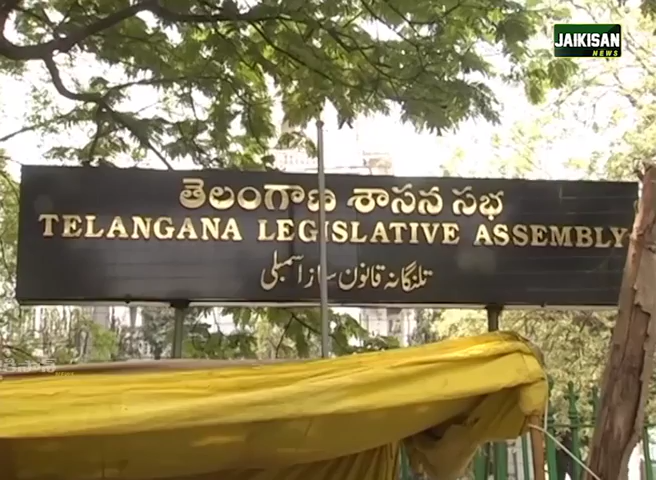 JAIKISAN
NEWS
తెలంగాణ శాసన సభ
TELANGANA LEGISLATIVE ASSEMBLY
تلنگانہ قانون ساز اسمبلی